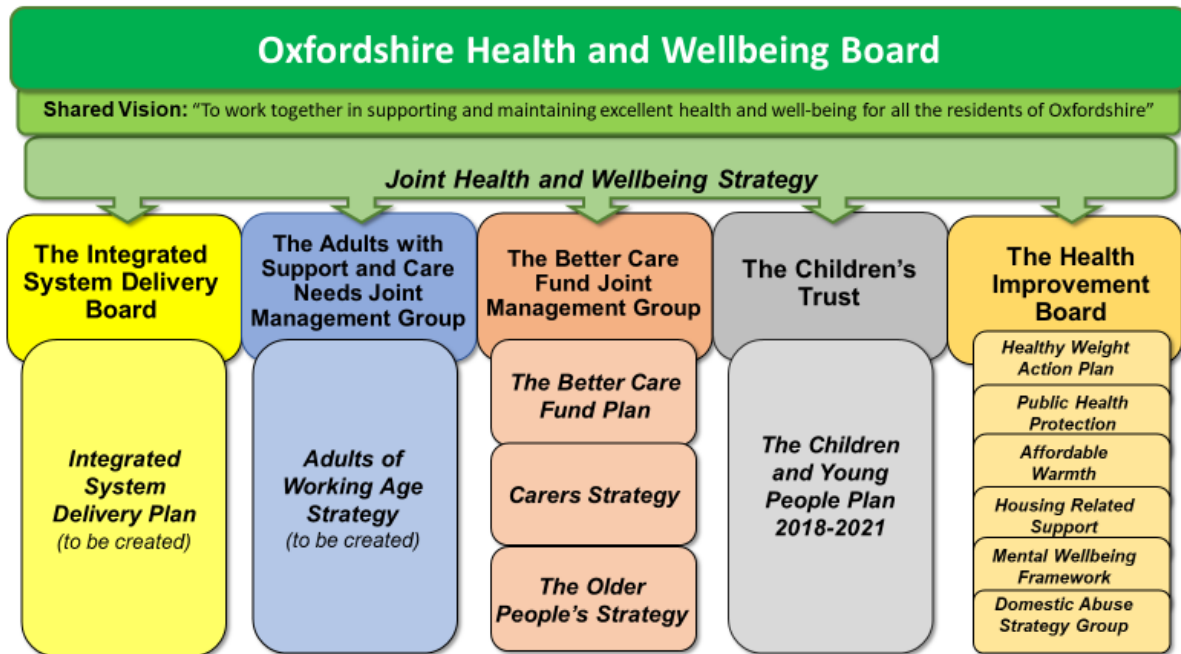 Oxfordshire Health and Wellbeing Board
Shared Vision: “To work together in supporting and maintaining excellent health and well-being for all the residents of Oxfordshire”
Joint Health and Wellbeing Strategy
The Integrated
System Delivery
Board
Integrated
System
Delivery Plan
(to be created)
The Adults with
Support and Care
Needs Joint
Management Group
Adults of
Working Age
Strategy
(to be created)
The Better Care
Fund Joint
Management Group
The Better Care
Fund Plan
Carers Strategy
The Older
People’s Strategy
The Children’s
Trust
The Children
and Young
People Plan
2018-2021
The Health
Improvement
Board
Healthy Weight
Action Plan
Public Health
Protection
Affordable
Warmth
Housing Related
Support
Mental Wellbeing
Framework
Domestic Abuse
Strategy Group